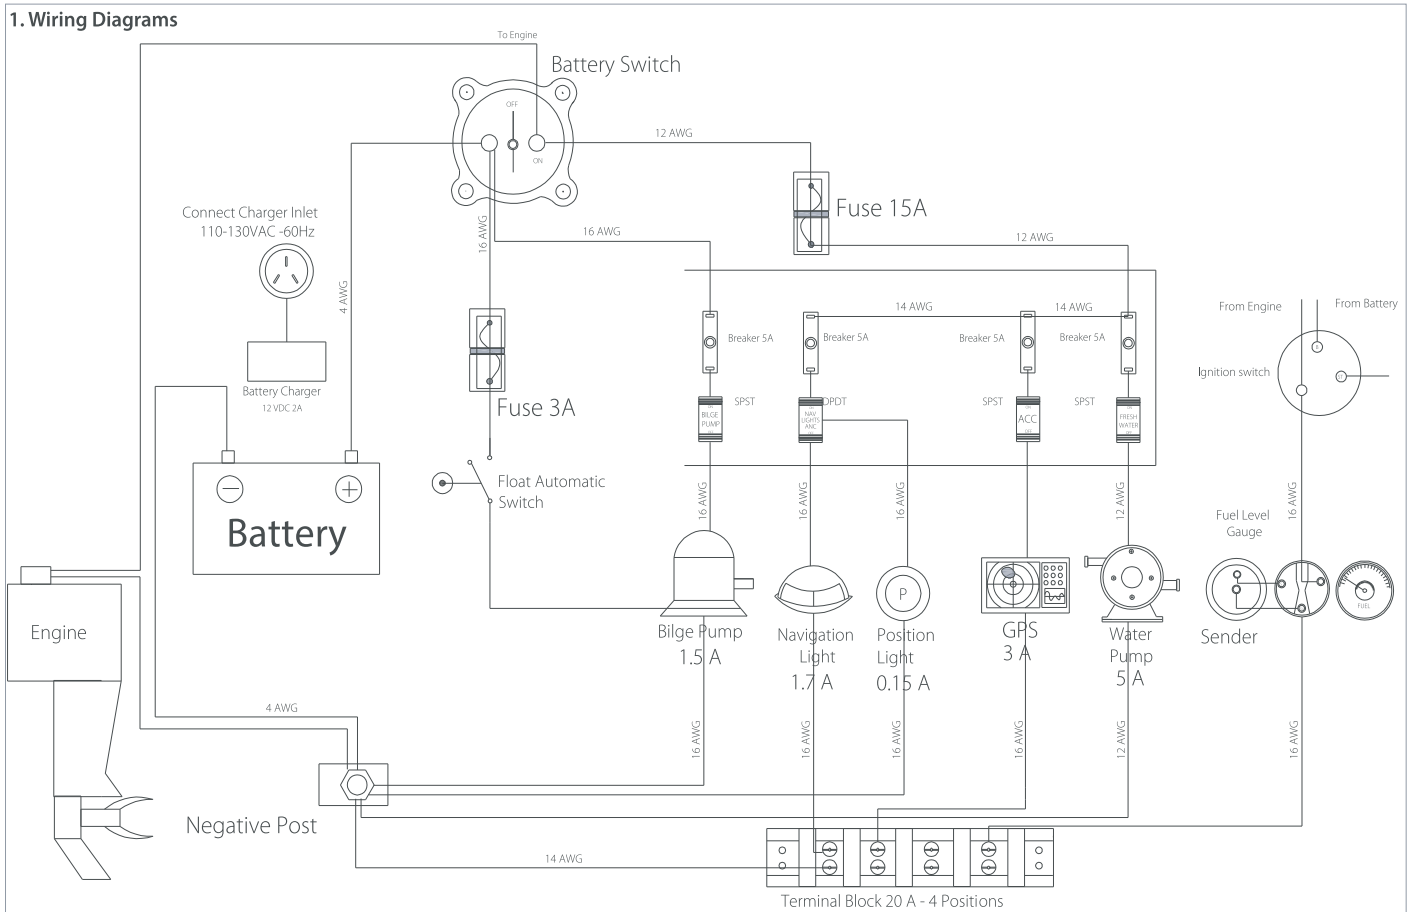 1. Wiring Diagrams
To Engine
Battery Switch
OFF
ON
12 AWG
Fuse 15A
Connect Charger Inlet
110-130VAC -60Hz
16 AWG
16 AWG
12 AWG
4 AWG
14 AWG
14 AWG
From Engine
From Battery
Breaker 5A
Breaker 5A
Breaker 5A
Breaker 5A
B
Ignition switch
Battery Charger
12 VDC 2A
Fuse 3A
SPST
DPDT
SPST
SPST
ON
BILGE
PUMP
NAV
LIGHTS
ANC
ON
ACC
OFF
ON
FRESH
WATER
Float Automatic
Switch
16 AWG
16 AWG
16 AWG
12 AWG
16 AWG
Fuel Level
Gauge
Battery
Engine
P
FUEL
Bilge Pump
1.5 A
Navigation
Light
1.7 A
Position
Light
0.15 A
GPS
3 A
Water
Pump
5 A
Sender
4 AWG
16 AWG
16 AWG
16 AWG
16 AWG
12 AWG
16 AWG
Negative Post
14 AWG
Terminal Block 20 A - 4 Positions